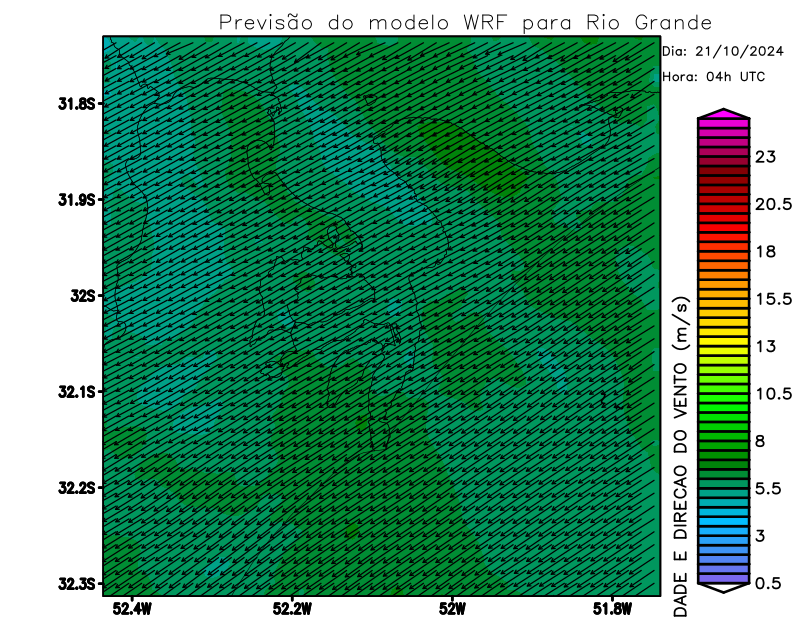 Previsão do modelo WRF para Rio Grande
Dia: 21/10/2024
Hora: 04h UTC
31.8S
31.9S
32S
32.1S
32.2S
32.3S
52.4W
52.2W
52W
51.8W
23
20.5
18
15.5
13
10.5
8
5.5
3
0.5
DADE E DIRECAO DO VENTO (m/s)